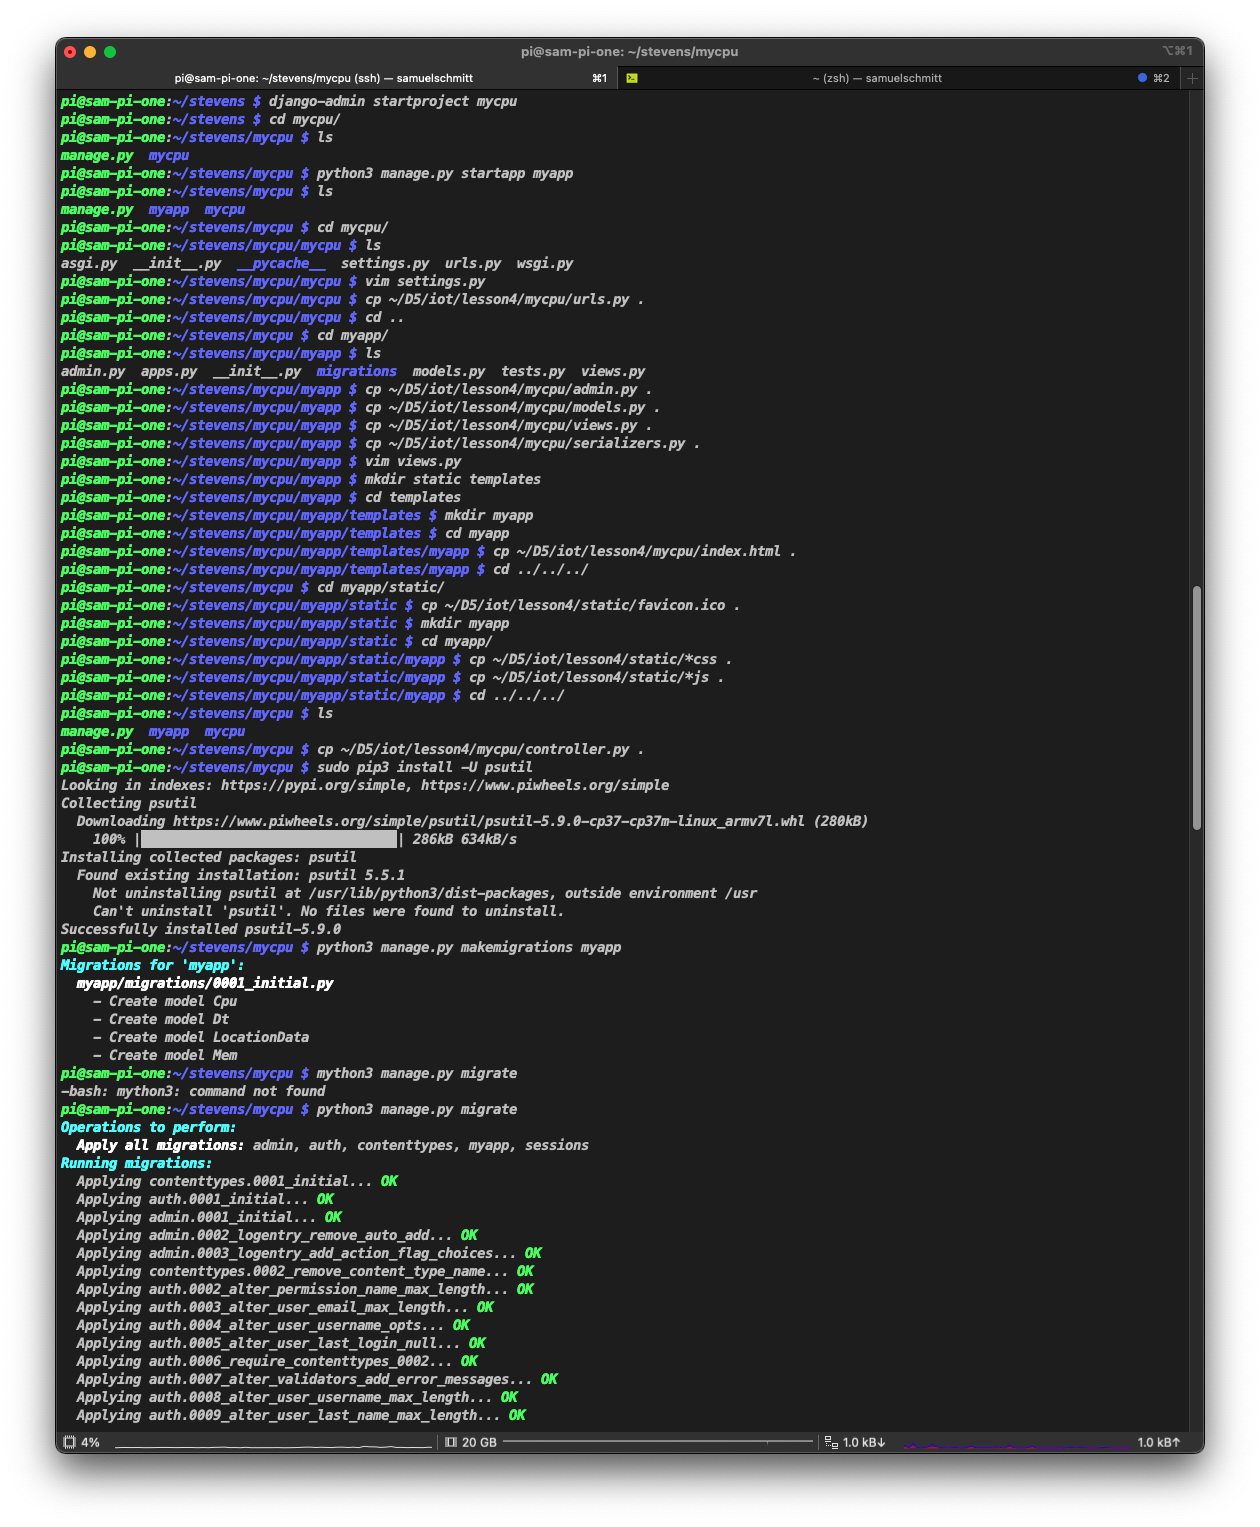 pi@sam-pi-one: ~/stevens/mycpu
⌥⌘1
pi@sam-pi-one: ~/stevens/mycpu (ssh) — samuelschmitt ⌘1
~ (zsh) — samuelschmitt ⌘2
pi@sam-pi-one:~/stevens $ django-admin startproject mycpu
pi@sam-pi-one:~/stevens $ cd mycpu/
pi@sam-pi-one:~/stevens/mycpu $ ls
manage.py  mycpu
pi@sam-pi-one:~/stevens/mycpu $ python3 manage.py startapp myapp
pi@sam-pi-one:~/stevens/mycpu $ ls
manage.py  myapp  mycpu
pi@sam-pi-one:~/stevens/mycpu $ cd mycpu/
pi@sam-pi-one:~/stevens/mycpu/mycpu $ ls
asgi.py  __init__.py  __pycache__  settings.py  urls.py  wsgi.py
pi@sam-pi-one:~/stevens/mycpu/mycpu $ vim settings.py
pi@sam-pi-one:~/stevens/mycpu/mycpu $ cp ~/D5/iot/lesson4/mycpu/urls.py .
pi@sam-pi-one:~/stevens/mycpu/mycpu $ cd ..
pi@sam-pi-one:~/stevens/mycpu $ cd myapp/
pi@sam-pi-one:~/stevens/mycpu/myapp $ ls
admin.py  apps.py  __init__.py  migrations  models.py  tests.py  views.py
pi@sam-pi-one:~/stevens/mycpu/myapp $ cp ~/D5/iot/lesson4/mycpu/admin.py .
pi@sam-pi-one:~/stevens/mycpu/myapp $ cp ~/D5/iot/lesson4/mycpu/models.py .
pi@sam-pi-one:~/stevens/mycpu/myapp $ cp ~/D5/iot/lesson4/mycpu/views.py .
pi@sam-pi-one:~/stevens/mycpu/myapp $ cp ~/D5/iot/lesson4/mycpu/serializers.py .
pi@sam-pi-one:~/stevens/mycpu/myapp $ vim views.py
pi@sam-pi-one:~/stevens/mycpu/myapp $ mkdir static templates
pi@sam-pi-one:~/stevens/mycpu/myapp $ cd templates
pi@sam-pi-one:~/stevens/mycpu/myapp/templates $ mkdir myapp
pi@sam-pi-one:~/stevens/mycpu/myapp/templates $ cd myapp
pi@sam-pi-one:~/stevens/mycpu/myapp/templates/myapp $ cp ~/D5/iot/lesson4/mycpu/index.html .
pi@sam-pi-one:~/stevens/mycpu/myapp/templates/myapp $ cd ../../../
pi@sam-pi-one:~/stevens/mycpu $ cd myapp/static/
pi@sam-pi-one:~/stevens/mycpu/myapp/static $ cp ~/D5/iot/lesson4/static/favicon.ico .
pi@sam-pi-one:~/stevens/mycpu/myapp/static $ mkdir myapp
pi@sam-pi-one:~/stevens/mycpu/myapp/static $ cd myapp/
pi@sam-pi-one:~/stevens/mycpu/myapp/static/myapp $ cp ~/D5/iot/lesson4/static/*css .
pi@sam-pi-one:~/stevens/mycpu/myapp/static/myapp $ cp ~/D5/iot/lesson4/static/*js .
pi@sam-pi-one:~/stevens/mycpu/myapp/static/myapp $ cd ../../../
pi@sam-pi-one:~/stevens/mycpu $ ls
manage.py  myapp  mycpu
pi@sam-pi-one:~/stevens/mycpu $ cp ~/D5/iot/lesson4/mycpu/controller.py .
pi@sam-pi-one:~/stevens/mycpu $ sudo pip3 install -U psutil
Looking in indexes: https://pypi.org/simple, https://www.piwheels.org/simple
Collecting psutil
  Downloading https://www.piwheels.org/simple/psutil/psutil-5.9.0-cp37-cp37m-linux_armv7l.whl (280kB)
    100% |████████████████████████████████| 286kB 634kB/s
Installing collected packages: psutil
  Found existing installation: psutil 5.5.1
    Not uninstalling psutil at /usr/lib/python3/dist-packages, outside environment /usr
    Can't uninstall 'psutil'. No files were found to uninstall.
Successfully installed psutil-5.9.0
pi@sam-pi-one:~/stevens/mycpu $ python3 manage.py makemigrations myapp
Migrations for 'myapp':
  myapp/migrations/0001_initial.py
    - Create model Cpu
    - Create model Dt
    - Create model LocationData
    - Create model Mem
pi@sam-pi-one:~/stevens/mycpu $ mython3 manage.py migrate
-bash: mython3: command not found
pi@sam-pi-one:~/stevens/mycpu $ python3 manage.py migrate
Operations to perform:
  Apply all migrations: admin, auth, contenttypes, myapp, sessions
Running migrations:
  Applying contenttypes.0001_initial... OK
  Applying auth.0001_initial... OK
  Applying admin.0001_initial... OK
  Applying admin.0002_logentry_remove_auto_add... OK
  Applying admin.0003_logentry_add_action_flag_choices... OK
  Applying contenttypes.0002_remove_content_type_name... OK
  Applying auth.0002_alter_permission_name_max_length... OK
  Applying auth.0003_alter_user_email_max_length... OK
  Applying auth.0004_alter_user_username_opts... OK
  Applying auth.0005_alter_user_last_login_null... OK
  Applying auth.0006_require_contenttypes_0002... OK
  Applying auth.0007_alter_validators_add_error_messages... OK
  Applying auth.0008_alter_user_username_max_length... OK
  Applying auth.0009_alter_user_last_name_max_length... OK
4% 20 GB 1.0 kB↓ 1.0 kB↑